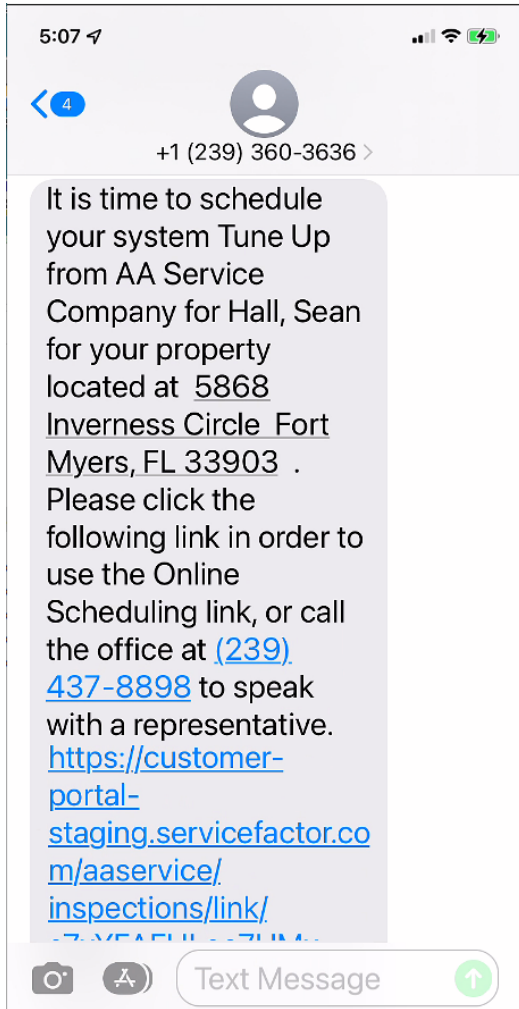 5:07
4
+1 (239) 360-3636
It is time to schedule
your system Tune Up
from AA Service
Company for Hall, Sean
for your property
located at 5868
Inverness Circle Fort
Myers, FL 33903 .
Please click the
following link in order to
use the Online
Scheduling link, or call
the office at (239)
437-8898 to speak
with a representative.
https://customer-
portal-
staging.servicefactor.co
m/aaservice/
inspections/link/
Text Message